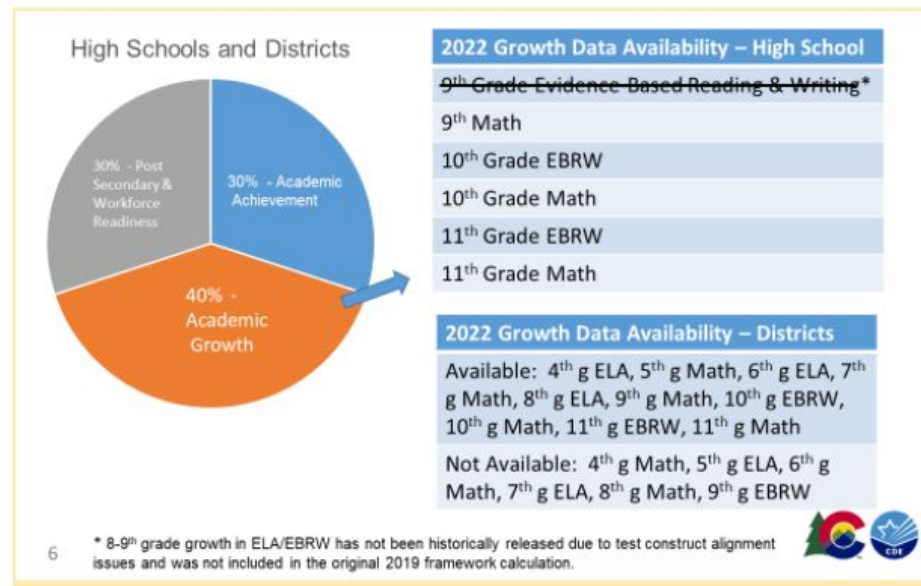 High Schools and Districts
30% - Post
Secondary &
Workforce
Readiness
30% - Academic
Achievement
40% -
Academic
Growth
2022 Growth Data Availability – High School
9th Grade Evidence Based Reading & Writing*
9th Math
10th Grade EBRW
10th Grade Math
11th Grade EBRW
11th Grade Math
2022 Growth Data Availability – Districts
Available: 4th g ELA, 5th g Math, 6th g ELA, 7th
g Math, 8th g ELA, 9th g Math, 10th g EBRW,
10th g Math, 11th g EBRW, 11th g Math
Not Available: 4th g Math, 5th g ELA, 6th g
Math, 7th g ELA, 8th g Math, 9th g EBRW
6
* 8-9th grade growth in ELA/EBRW has not been historically released due to test construct alignment
issues and was not included in the original 2019 framework calculation.
CDE